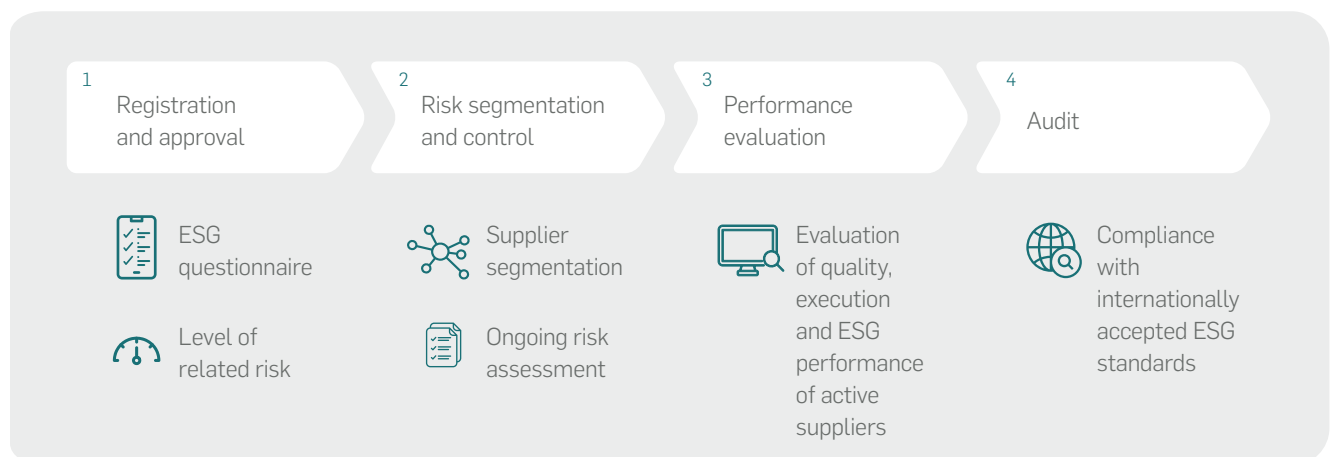 1
Registration
and approval
2
Risk segmentation
and control
3
Performance
evaluation
4
Audit
ESG
questionnaire
Level of
related risk
Supplier
segmentation
Ongoing risk
assessment
Evaluation
of quality,
execution
and ESG
performance
of active
suppliers
Compliance
with
internationally
accepted ESG
standards